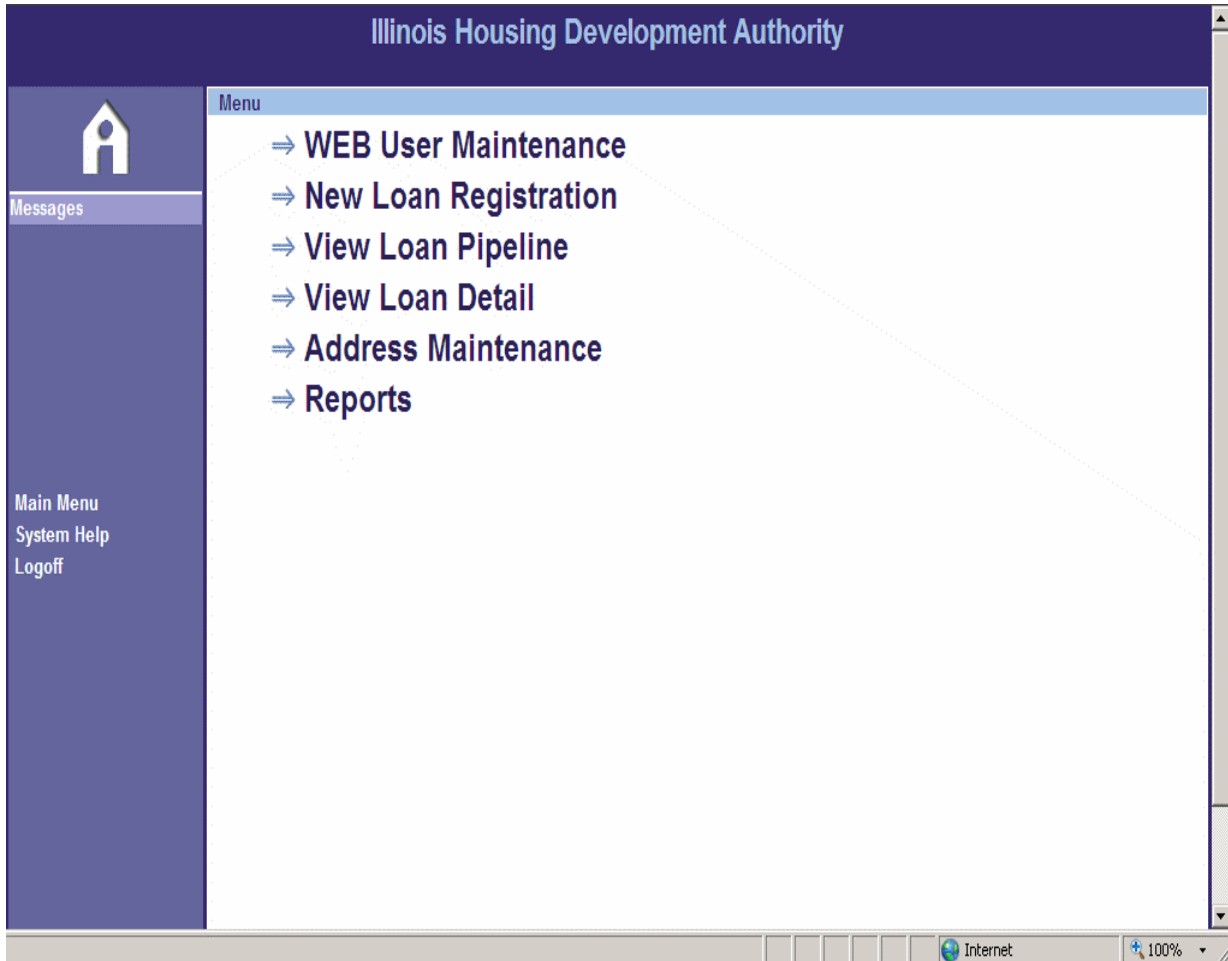 Illinois Housing Development Authority
Menu
WEB User Maintenance
New Loan Registration
View Loan Pipeline
View Loan Detail
Address Maintenance
Reports
Messages
Main Menu
System Help
Logoff
Internet
100%